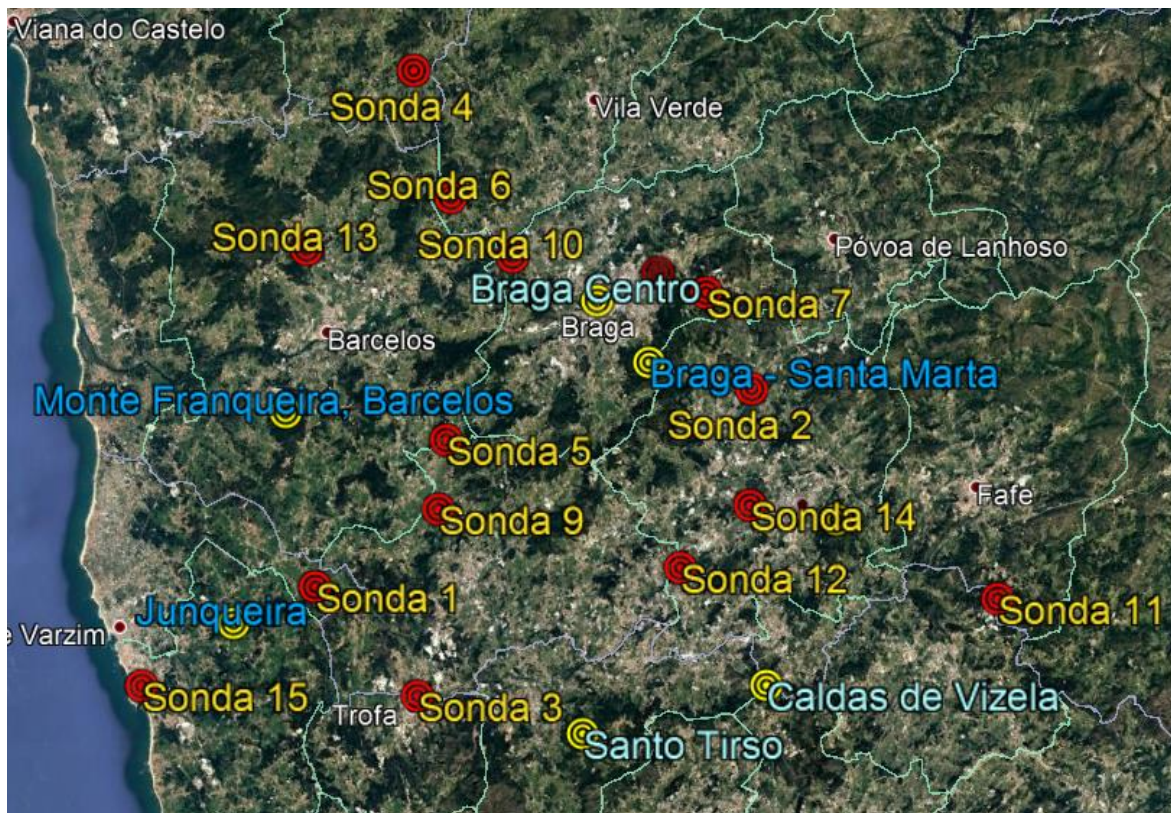 Viana do Castelo
Sonda 4
Vila Verde
Sonda 6
Sonda 13
Sonda 10
Póvoa de Lanhoso
Braga Centro
Sonda 7
Braga
Barcelos
Braga - Santa Marta
Monte Franqueira, Barcelos
Sonda 2
Sonda 5
Fafe
Sonda 9
Sonda 14
Sonda 12
Sonda 1
Junqueira
Sonda 11
e Varzim
Sonda 15
Caldas de Vizela
Trofa
Sonda 3
Santo Tirso